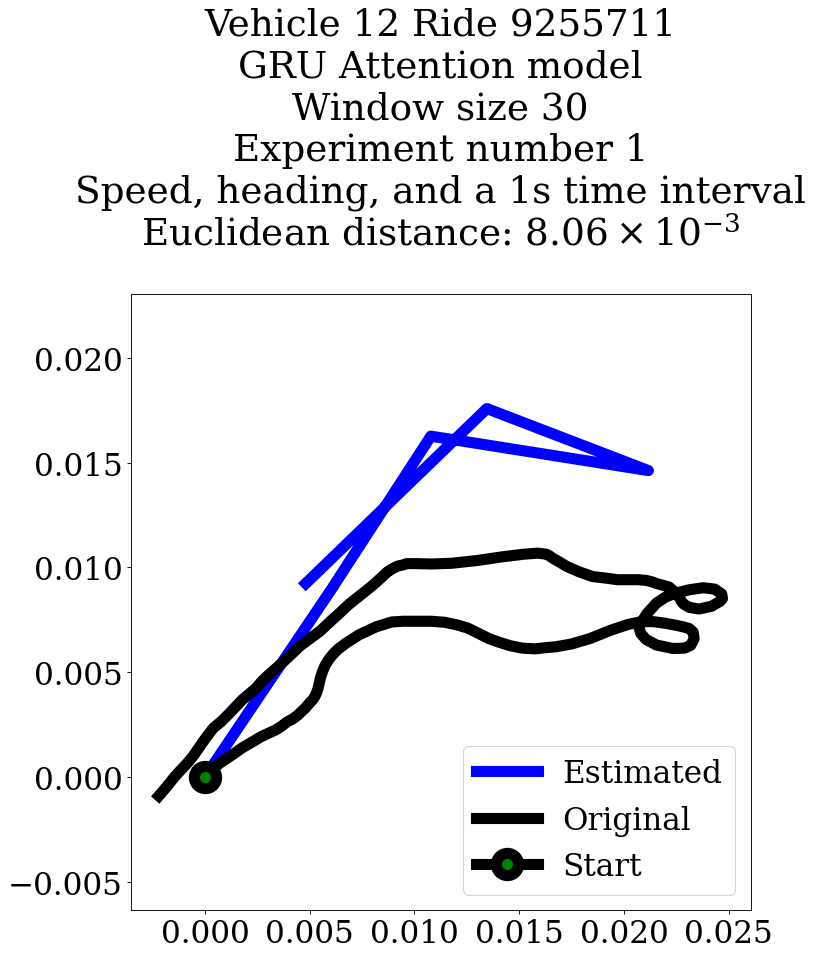 Vehicle 12 Ride 9255711
GRU Attention model
Window size 30
Experiment number 1
Speed, heading, and a 1s time interval
Euclidean distance: 8.06 × 10⁻³
0.020
0.015
0.010
0.005
0.000
−0.005
Estimated
Original
Start
0.000 0.005 0.010 0.015 0.020 0.025